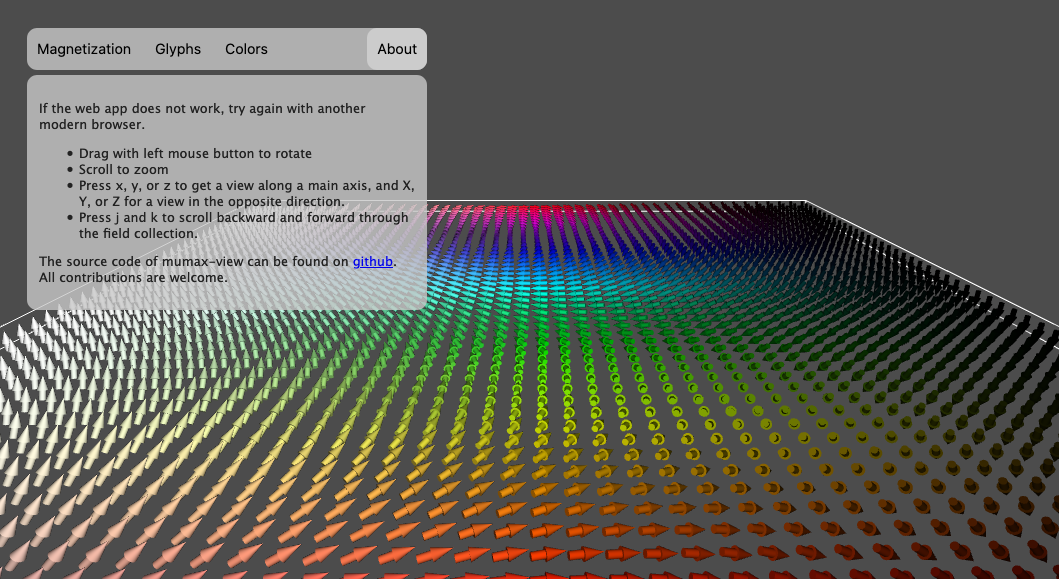 Magnetization Glyphs Colors About
If the web app does not work, try again with another
modern browser.
• Drag with left mouse button to rotate
• Scroll to zoom
• Press x, y, or z to get a view along a main axis, and X,
Y, or Z for a view in the opposite direction.
• Press j and k to scroll backward and forward through
the field collection.
The source code of mumax-view can be found on github.
All contributions are welcome.